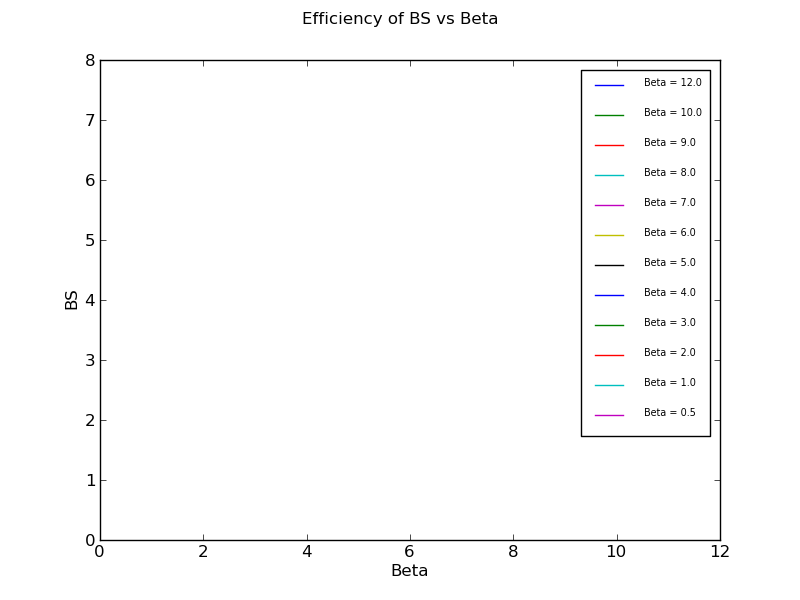 Efficiency of BS vs Beta
8
7
6
5
4
3
2
1
0
BS
Beta = 12.0
Beta = 10.0
Beta = 9.0
Beta = 8.0
Beta = 7.0
Beta = 6.0
Beta = 5.0
Beta = 4.0
Beta = 3.0
Beta = 2.0
Beta = 1.0
Beta = 0.5
0 2 4 6 8 10 12
Beta